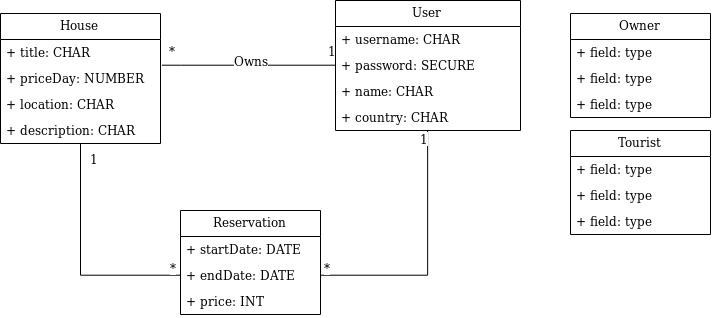 House
+ title: CHAR
+ priceDay: NUMBER
+ location: CHAR
+ description: CHAR
*
Owns
1
User
+ username: CHAR
+ password: SECURE
+ name: CHAR
+ country: CHAR
Owner
+ field: type
+ field: type
+ field: type
Tourist
+ field: type
+ field: type
+ field: type
1
1
Reservation
+ startDate: DATE
+ endDate: DATE
+ price: INT
*
*